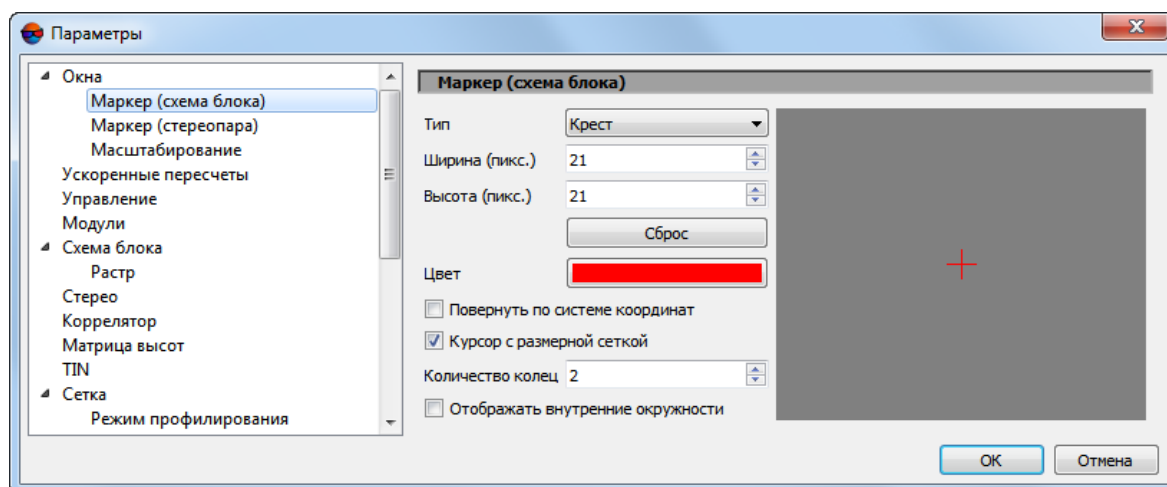 Параметры
Окна
Маркер (схема блока)
Маркер (стереопара)
Масштабирование
Ускоренные пересчеты
Управление
Модули
Схема блока
Растр
Стерео
Коррелятор
Матрица высот
TIN
Сетка
Режим профилирования
Маркер (схема блока)
Тип Крест
Ширина (пикс.) 21
Высота (пикс.) 21
Сброс
Цвет
Повернуть по системе координат
Курсор с размерной сеткой
Количество колец 2
Отображать внутренние окружности
OK Отмена